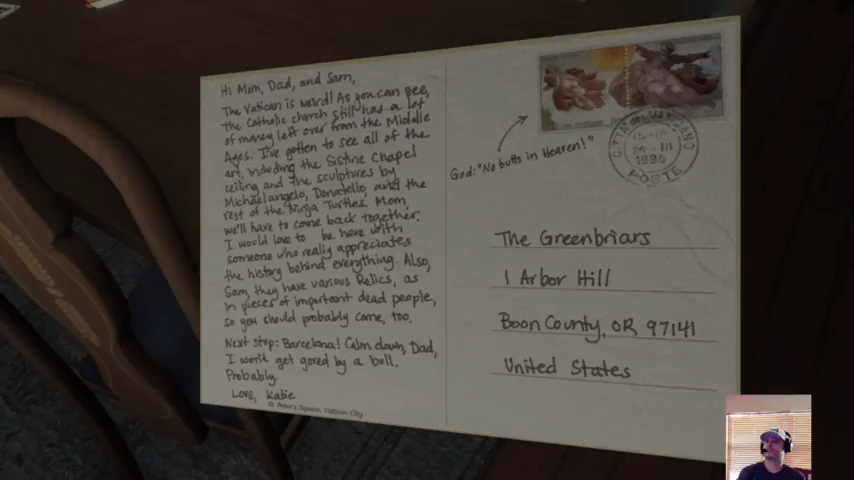 Hi Mom, Dad, and Sam,
The Vatican is weird! As you can see,
the Catholic church still has a lot
of money left over from the Middle
Ages. I've gotten to see all of the
art, including the Sistine Chapel
ceiling and the sculptures by
Michaelangelo, Donatello, and the
rest of the Ninja Turtles. Mom,
we'll have to come back together.
I would love to be here with
someone who really appreciates
the history behind everything. Also,
Sam, they have various Relics, as
in pieces of important dead people,
so you should probably come, too.
Next stop: Barcelona! Calm down, Dad,
I won't get gored by a bull.
Probably.
Love, Katie
St. Peter's Square, Vatican City
God: "No butts in Heaven!"
CITTA DEL VATICANO
1995
POSTE
The Greenbriars
1 Arbor Hill
Boon County, OR 97141
United States